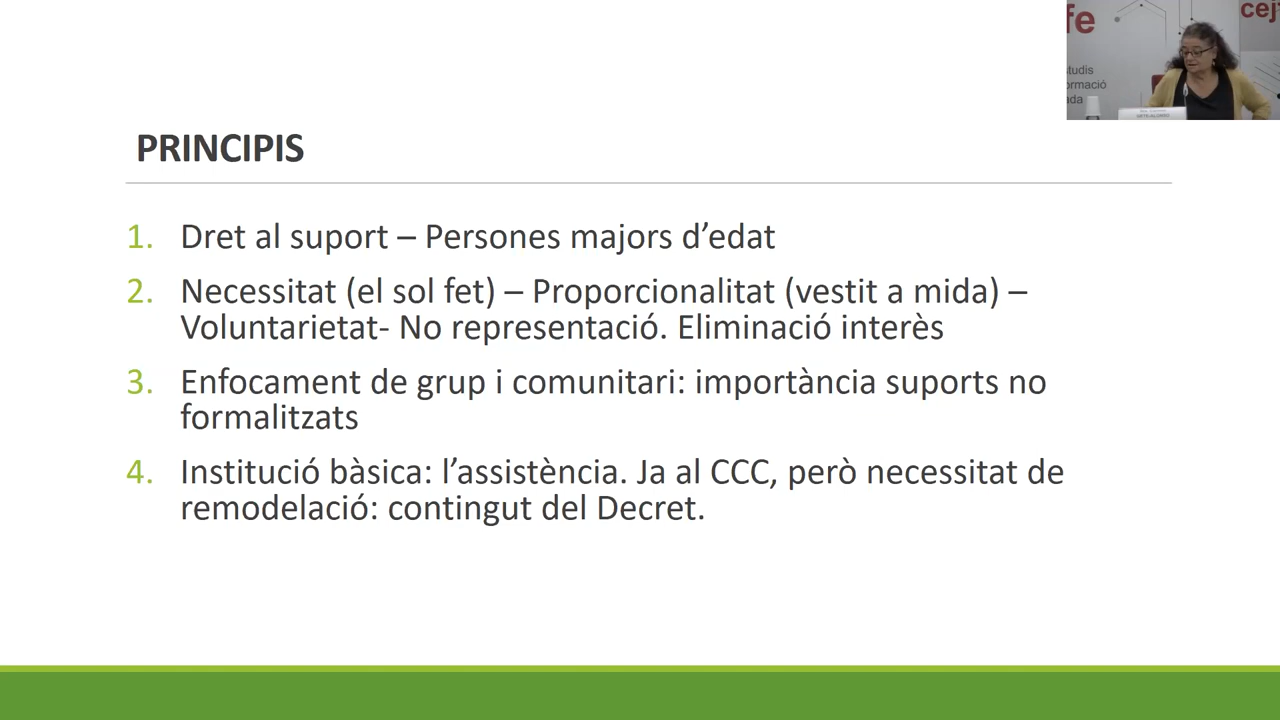 fe
cej
tudis
ormació
ada
PRINCIPIS
1. Dret al suport – Persones majors d’edat
2. Necessitat (el sol fet) – Proporcionalitat (vestit a mida) –
Voluntarietat- No representació. Eliminació interès
3. Enfocament de grup i comunitari: importància suports no
formalitzats
4. Institució bàsica: l’assistència. Ja al CCC, però necessitat de
remodelació: contingut del Decret.